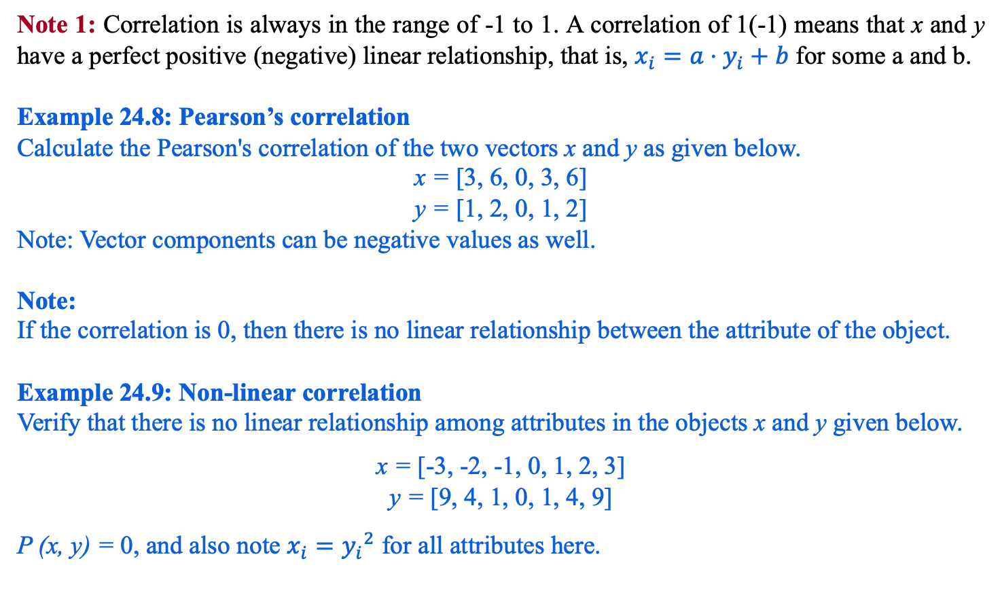 Note 1: Correlation is always in the range of -1 to 1. A correlation of 1(-1) means that x and y
have a perfect positive (negative) linear relationship, that is, xᵢ = a · yᵢ + b for some a and b.
Example 24.8: Pearson’s correlation
Calculate the Pearson's correlation of the two vectors x and y as given below.
x = [3, 6, 0, 3, 6]
y = [1, 2, 0, 1, 2]
Note: Vector components can be negative values as well.
Note:
If the correlation is 0, then there is no linear relationship between the attribute of the object.
Example 24.9: Non-linear correlation
Verify that there is no linear relationship among attributes in the objects x and y given below.
x = [-3, -2, -1, 0, 1, 2, 3]
y = [9, 4, 1, 0, 1, 4, 9]
P (x, y) = 0, and also note xᵢ = yᵢ² for all attributes here.